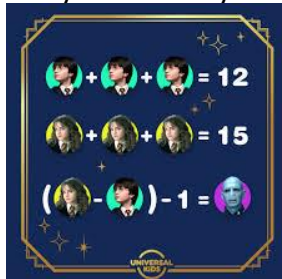 + + = 12
+ + = 15
( - ) - 1 =
UNIVERSAL
KIDS